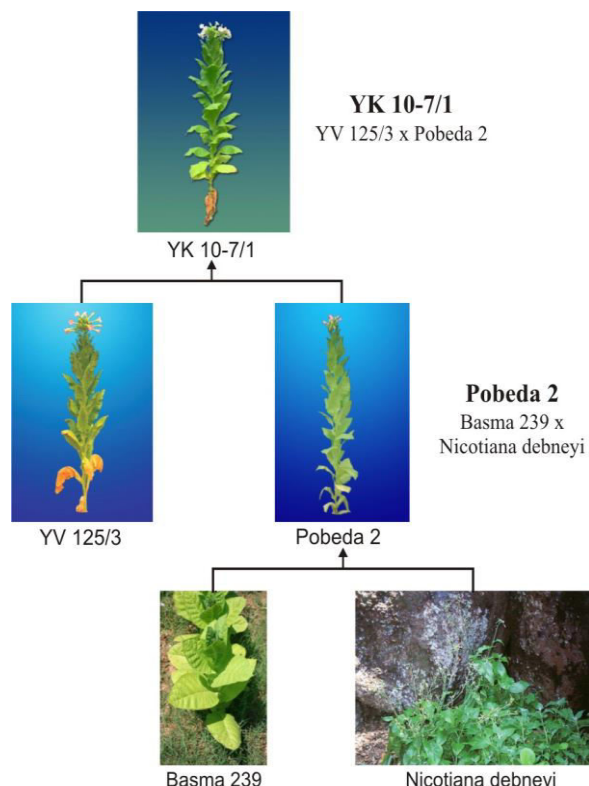 YK 10-7/1
YV 125/3 x Pobeda 2
YK 10-7/1
YV 125/3
Pobeda 2
Pobeda 2
Basma 239 x
Nicotiana debneyi
Basma 239
Nicotiana debneyi